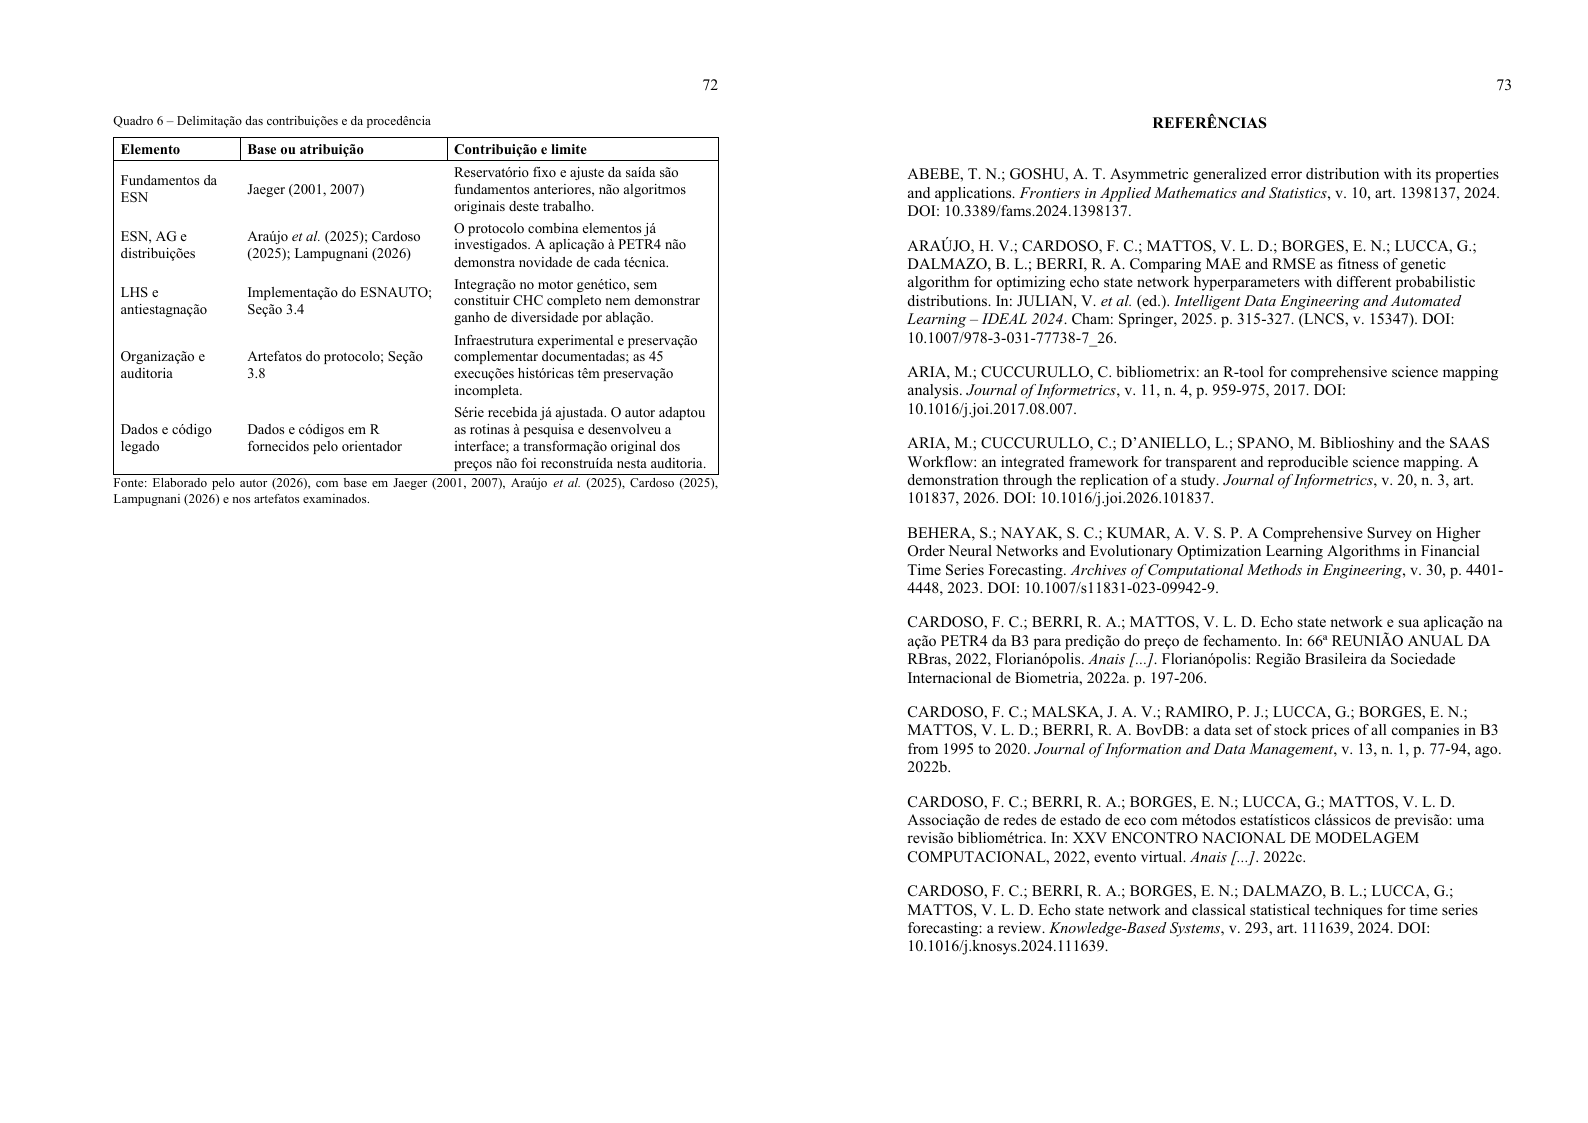 72
Quadro 6 – Delimitação das contribuições e da procedência
Elemento
Base ou atribuição
Contribuição e limite
Fundamentos da
ESN
Jaeger (2001, 2007)
Reservatório fixo e ajuste da saída são
fundamentos anteriores, não algoritmos
originais deste trabalho.
ESN, AG e
distribuições
Araújo et al. (2025); Cardoso
(2025); Lampugnani (2026)
O protocolo combina elementos já
investigados. A aplicação à PETR4 não
demonstra novidade de cada técnica.
LHS e
antiestagnação
Implementação do ESNAUTO;
Seção 3.4
Integração no motor genético, sem
constituir CHC completo nem demonstrar
ganho de diversidade por ablação.
Organização e
auditoria
Artefatos do protocolo; Seção
3.8
Infraestrutura experimental e preservação
complementar documentadas; as 45
execuções históricas têm preservação
incompleta.
Dados e código
legado
Dados e códigos em R
fornecidos pelo orientador
Série recebida já ajustada. O autor adaptou
as rotinas à pesquisa e desenvolveu a
interface; a transformação original dos
preços não foi reconstruída nesta auditoria.
Fonte: Elaborado pelo autor (2026), com base em Jaeger (2001, 2007), Araújo et al. (2025), Cardoso (2025),
Lampugnani (2026) e nos artefatos examinados.
73
REFERÊNCIAS
ABEBE, T. N.; GOSHU, A. T. Asymmetric generalized error distribution with its properties
and applications. Frontiers in Applied Mathematics and Statistics, v. 10, art. 1398137, 2024.
DOI: 10.3389/fams.2024.1398137.
ARAÚJO, H. V.; CARDOSO, F. C.; MATTOS, V. L. D.; BORGES, E. N.; LUCCA, G.;
DALMAZO, B. L.; BERRI, R. A. Comparing MAE and RMSE as fitness of genetic
algorithm for optimizing echo state network hyperparameters with different probabilistic
distributions. In: JULIAN, V. et al. (ed.). Intelligent Data Engineering and Automated
Learning – IDEAL 2024. Cham: Springer, 2025. p. 315-327. (LNCS, v. 15347). DOI:
10.1007/978-3-031-77738-7_26.
ARIA, M.; CUCCURULLO, C. bibliometrix: an R-tool for comprehensive science mapping
analysis. Journal of Informetrics, v. 11, n. 4, p. 959-975, 2017. DOI:
10.1016/j.joi.2017.08.007.
ARIA, M.; CUCCURULLO, C.; D’ANIELLO, L.; SPANO, M. Biblioshiny and the SAAS
Workflow: an integrated framework for transparent and reproducible science mapping. A
demonstration through the replication of a study. Journal of Informetrics, v. 20, n. 3, art.
101837, 2026. DOI: 10.1016/j.joi.2026.101837.
BEHERA, S.; NAYAK, S. C.; KUMAR, A. V. S. P. A Comprehensive Survey on Higher
Order Neural Networks and Evolutionary Optimization Learning Algorithms in Financial
Time Series Forecasting. Archives of Computational Methods in Engineering, v. 30, p. 4401-
4448, 2023. DOI: 10.1007/s11831-023-09942-9.
CARDOSO, F. C.; BERRI, R. A.; MATTOS, V. L. D. Echo state network e sua aplicação na
ação PETR4 da B3 para predição do preço de fechamento. In: 66ª REUNIÃO ANUAL DA
RBras, 2022, Florianópolis. Anais [...]. Florianópolis: Região Brasileira da Sociedade
Internacional de Biometria, 2022a. p. 197-206.
CARDOSO, F. C.; MALSKA, J. A. V.; RAMIRO, P. J.; LUCCA, G.; BORGES, E. N.;
MATTOS, V. L. D.; BERRI, R. A. BovDB: a data set of stock prices of all companies in B3
from 1995 to 2020. Journal of Information and Data Management, v. 13, n. 1, p. 77-94, ago.
2022b.
CARDOSO, F. C.; BERRI, R. A.; BORGES, E. N.; LUCCA, G.; MATTOS, V. L. D.
Associação de redes de estado de eco com métodos estatísticos clássicos de previsão: uma
revisão bibliométrica. In: XXV ENCONTRO NACIONAL DE MODELAGEM
COMPUTACIONAL, 2022, evento virtual. Anais [...]. 2022c.
CARDOSO, F. C.; BERRI, R. A.; BORGES, E. N.; DALMAZO, B. L.; LUCCA, G.;
MATTOS, V. L. D. Echo state network and classical statistical techniques for time series
forecasting: a review. Knowledge-Based Systems, v. 293, art. 111639, 2024. DOI:
10.1016/j.knosys.2024.111639.